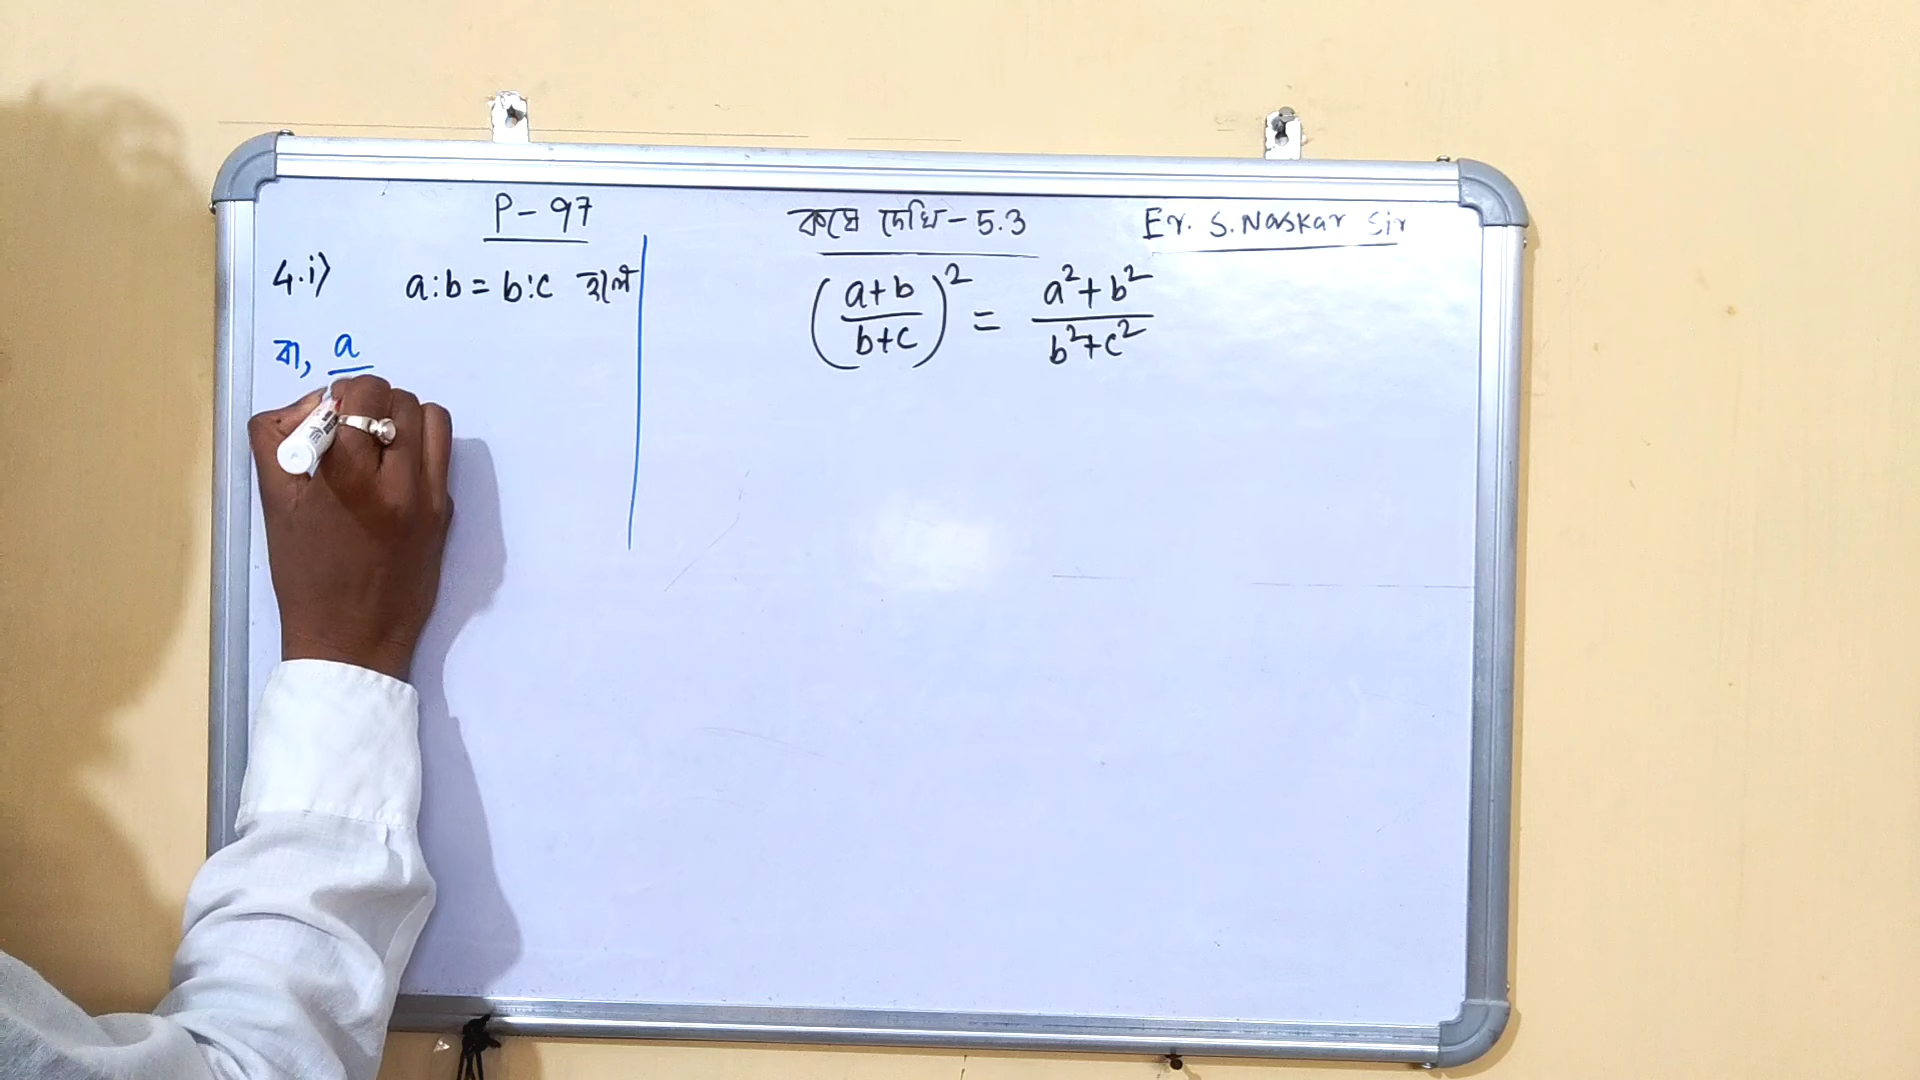 P-97
কষে দেখি-5.3
Er. S. Naskar Sir
4.i) a:b = b:c হলে
(a+b/b+c)² = a²+b²/b²+c²
বা, a